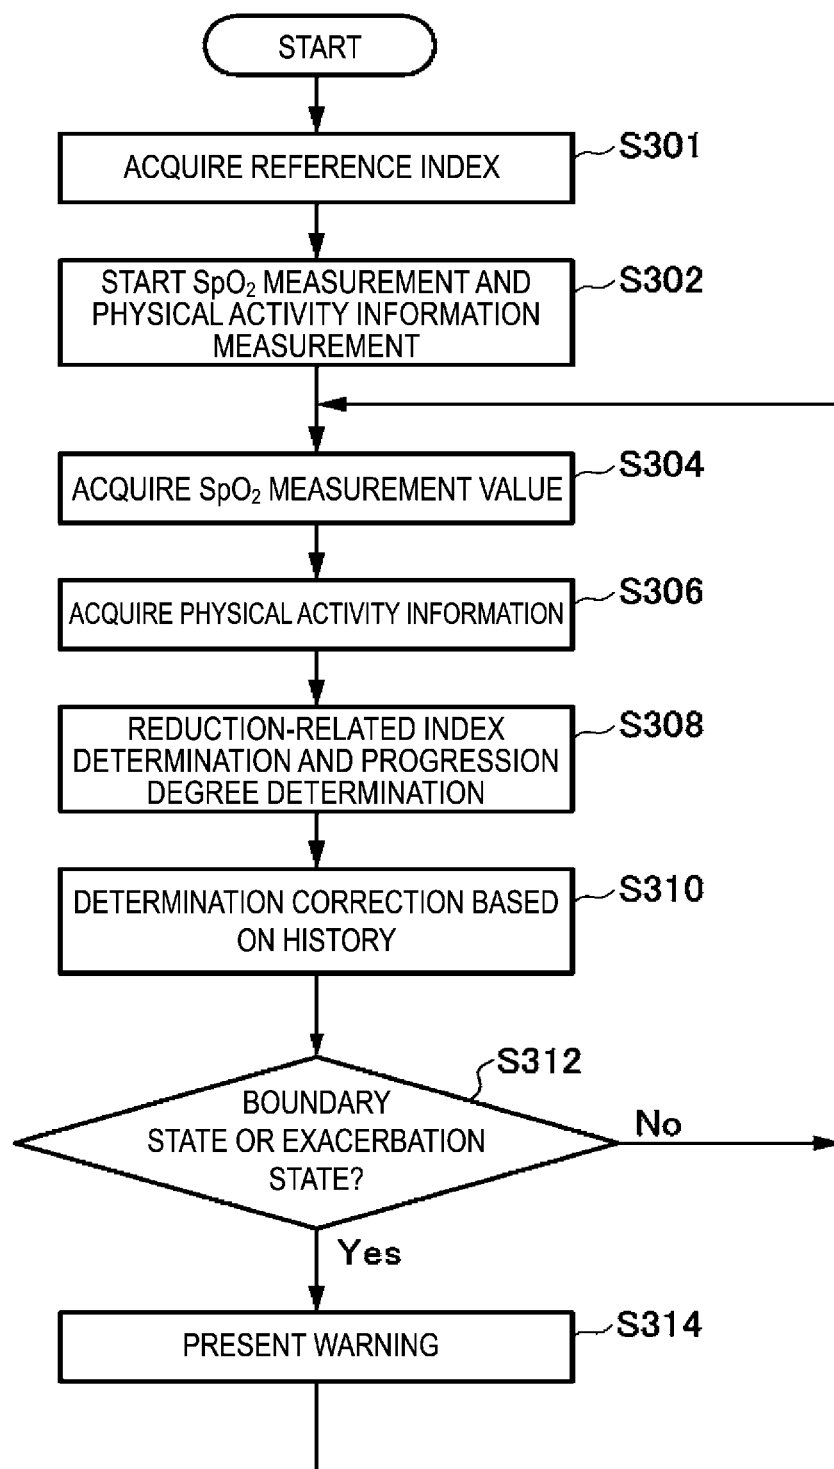 START
ACQUIRE REFERENCE INDEX
S301
START SpO₂ MEASUREMENT AND
PHYSICAL ACTIVITY INFORMATION
MEASUREMENT
S302
ACQUIRE SpO₂ MEASUREMENT VALUE
S304
ACQUIRE PHYSICAL ACTIVITY INFORMATION
S306
REDUCTION-RELATED INDEX
DETERMINATION AND PROGRESSION
DEGREE DETERMINATION
S308
DETERMINATION CORRECTION BASED
ON HISTORY
S310
BOUNDARY
STATE OR EXACERBATION
STATE?
S312
No
Yes
PRESENT WARNING
S314